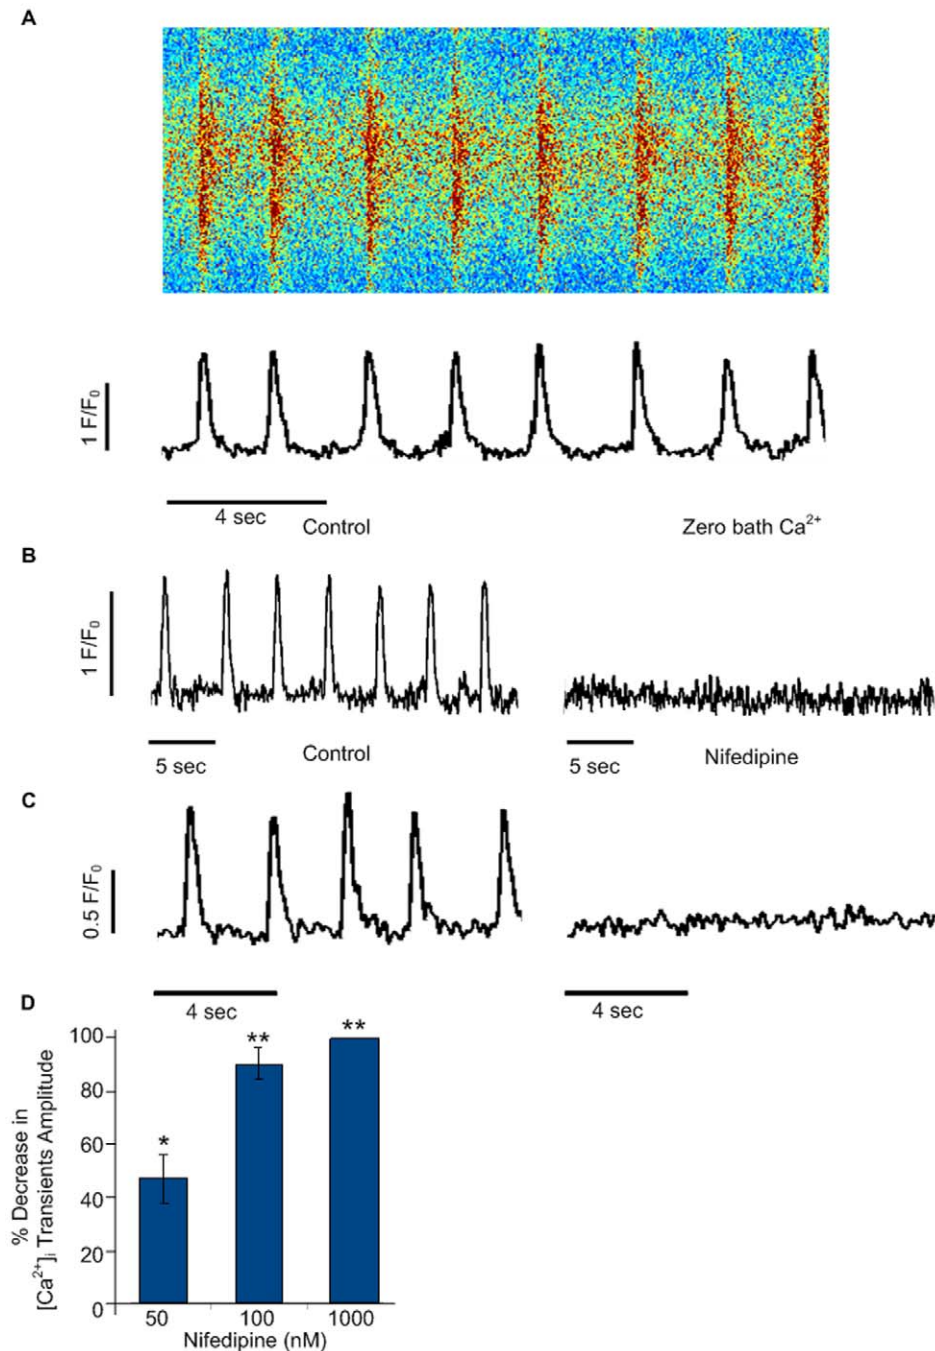 A
1 F/F₀
4 sec
Control
Zero bath Ca²⁺
B
1 F/F₀
5 sec
5 sec
Control
Nifedipine
C
0.5 F/F₀
4 sec
4 sec
D
% Decrease in
[Ca²⁺]ᵢ Transients Amplitude
100
80
60
40
20
0
*
**
**
50
100
1000
Nifedipine (nM)